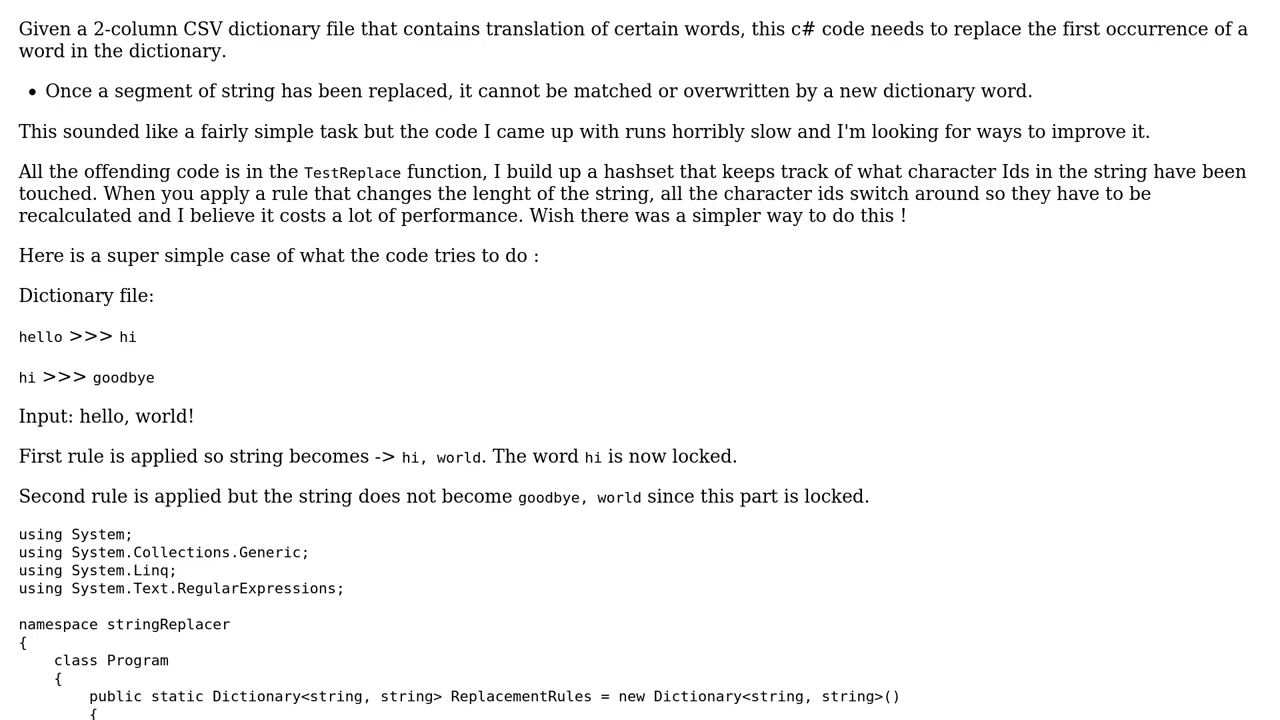 Given a 2-column CSV dictionary file that contains translation of certain words, this c# code needs to replace the first occurrence of a
word in the dictionary.
• Once a segment of string has been replaced, it cannot be matched or overwritten by a new dictionary word.
This sounded like a fairly simple task but the code I came up with runs horribly slow and I'm looking for ways to improve it.
All the offending code is in the TestReplace function, I build up a hashset that keeps track of what character Ids in the string have been
touched. When you apply a rule that changes the lenght of the string, all the character ids switch around so they have to be
recalculated and I believe it costs a lot of performance. Wish there was a simpler way to do this !
Here is a super simple case of what the code tries to do :
Dictionary file:
hello >>> hi
hi >>> goodbye
Input: hello, world!
First rule is applied so string becomes -> hi, world. The word hi is now locked.
Second rule is applied but the string does not become goodbye, world since this part is locked.
using System;
using System.Collections.Generic;
using System.Linq;
using System.Text.RegularExpressions;
namespace stringReplacer
{
    class Program
    {
        public static Dictionary<string, string> ReplacementRules = new Dictionary<string, string>()
        {